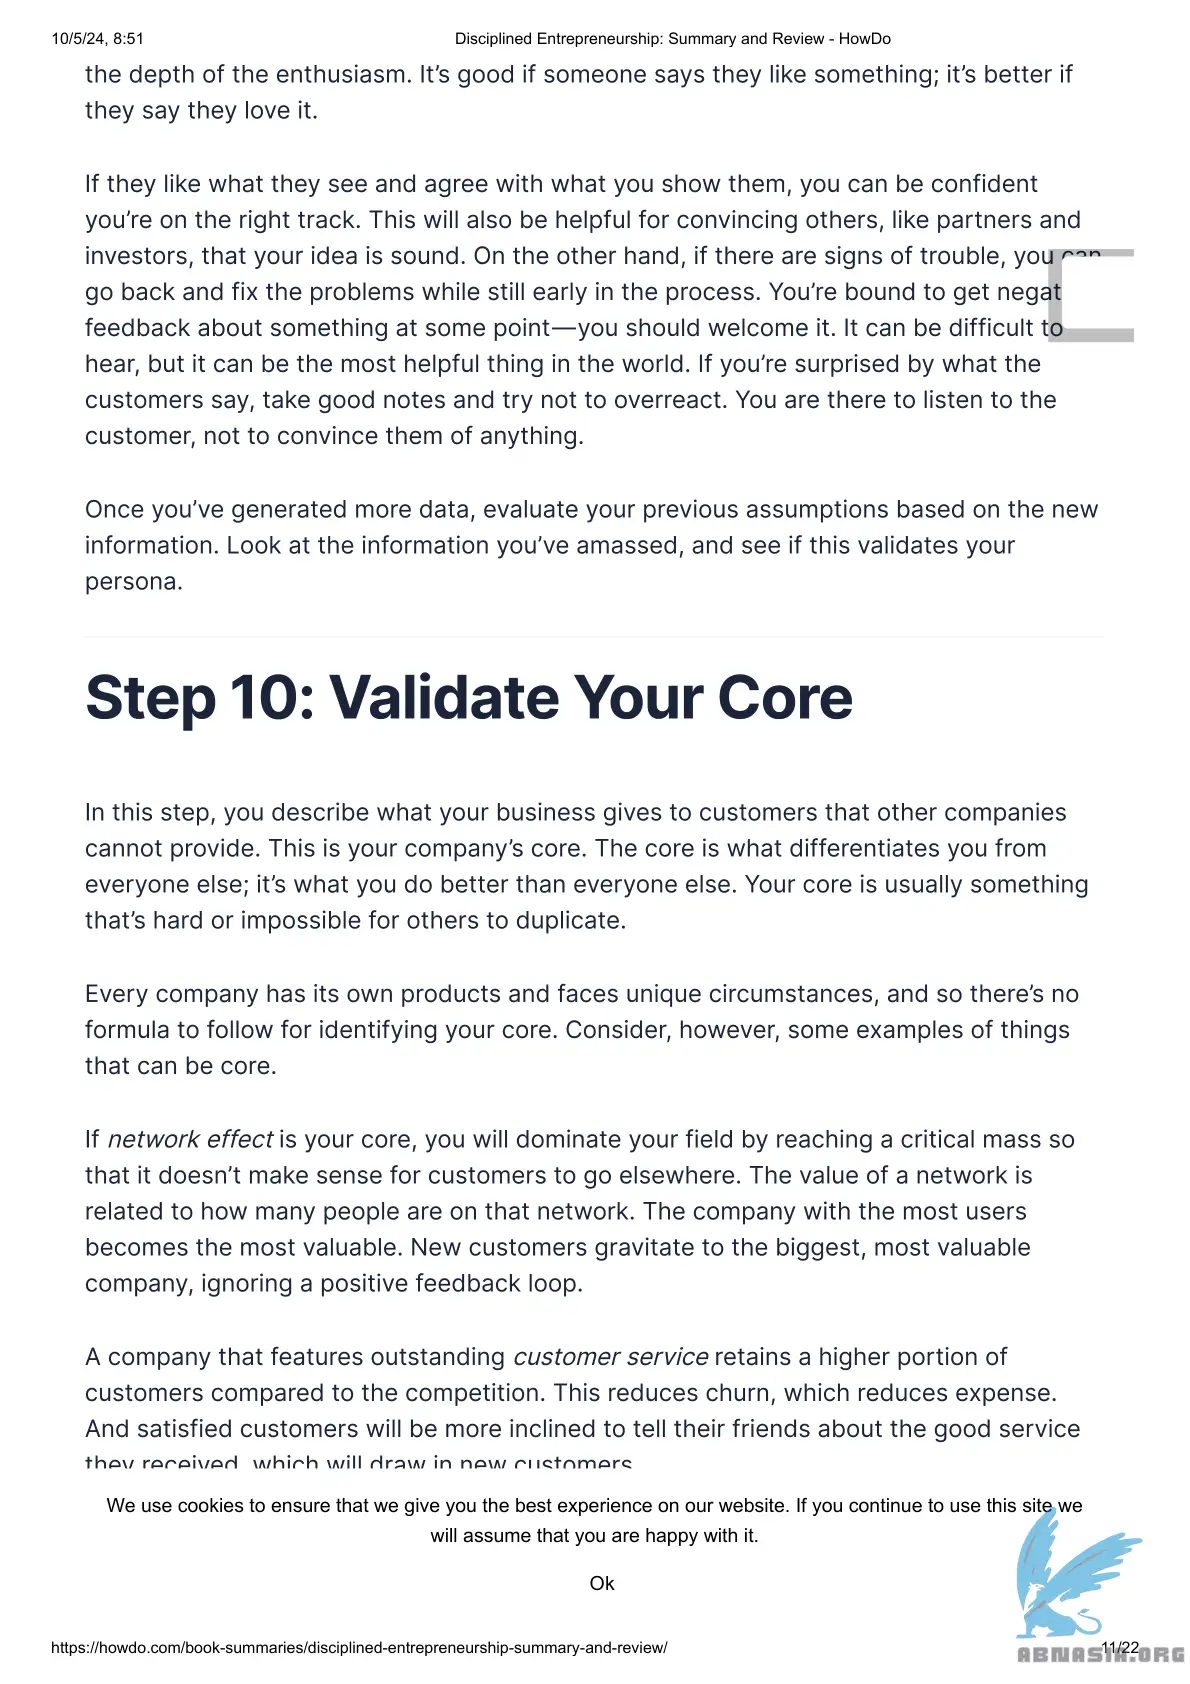 10/5/24, 8:51
Disciplined Entrepreneurship: Summary and Review - HowDo
the depth of the enthusiasm. It’s good if someone says they like something; it’s better if
they say they love it.
If they like what they see and agree with what you show them, you can be confident
you’re on the right track. This will also be helpful for convincing others, like partners and
investors, that your idea is sound. On the other hand, if there are signs of trouble, you can
go back and fix the problems while still early in the process. You’re bound to get negat
feedback about something at some point—you should welcome it. It can be difficult to
hear, but it can be the most helpful thing in the world. If you’re surprised by what the
customers say, take good notes and try not to overreact. You are there to listen to the
customer, not to convince them of anything.
Once you’ve generated more data, evaluate your previous assumptions based on the new
information. Look at the information you’ve amassed, and see if this validates your
persona.
Step 10: Validate Your Core
In this step, you describe what your business gives to customers that other companies
cannot provide. This is your company’s core. The core is what differentiates you from
everyone else; it’s what you do better than everyone else. Your core is usually something
that’s hard or impossible for others to duplicate.
Every company has its own products and faces unique circumstances, and so there’s no
formula to follow for identifying your core. Consider, however, some examples of things
that can be core.
If network effect is your core, you will dominate your field by reaching a critical mass so
that it doesn’t make sense for customers to go elsewhere. The value of a network is
related to how many people are on that network. The company with the most users
becomes the most valuable. New customers gravitate to the biggest, most valuable
company, ignoring a positive feedback loop.
A company that features outstanding customer service retains a higher portion of
customers compared to the competition. This reduces churn, which reduces expense.
And satisfied customers will be more inclined to tell their friends about the good service
they received, which will draw in new customers
We use cookies to ensure that we give you the best experience on our website. If you continue to use this site we
will assume that you are happy with it.
Ok
https://howdo.com/book-summaries/disciplined-entrepreneurship-summary-and-review/
11/22
ABNASIA.ORG